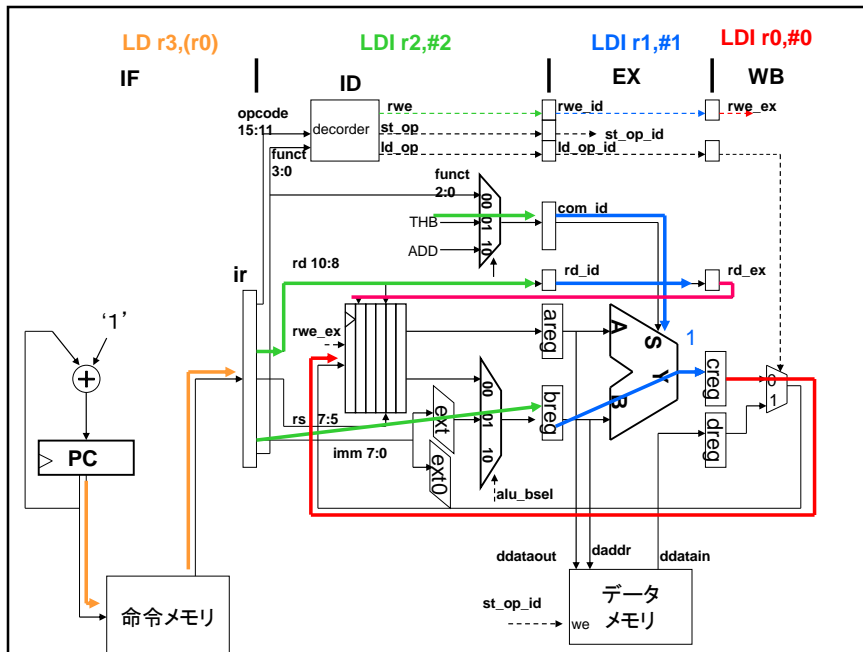 LD r3,(r0)
LDI r2,#2
LDI r1,#1
LDI r0,#0
IF
ID
EX
WB
opcode
15:11
funct
3:0
decorder
rwe
st_op
ld_op
rwe_id
st_op_id
ld_op_id
rwe_ex
funct
2:0
THB
ADD
00
01
10
com_id
ir
rd 10:8
rd_id
rd_ex
‘1’
+
PC
rwe_ex
areg
A
S
B
Y
1
00
01
10
ext
ext0
breg
creg
dreg
0
1
rs 7:5
imm 7:0
alu_bsel
ddataout
daddr
ddatain
st_op_id
we
データ
メモリ
命令メモリ